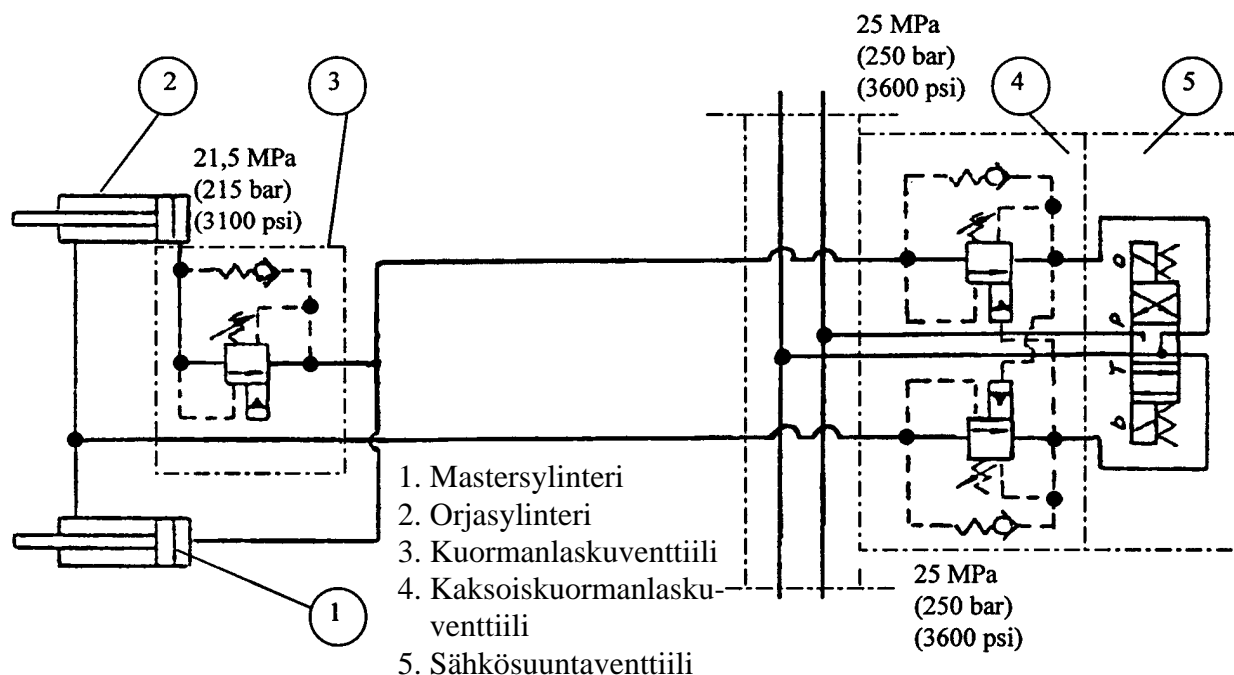 25 MPa
(250 bar)
(3600 psi)
2
3
4
5
21,5 MPa
(215 bar)
(3100 psi)
a
P
T
b
1
1. Mastersylinteri
2. Orjasylinteri
3. Kuormanlaskuventtiili
4. Kaksoiskuormanlasku-
venttiili
5. Sähkösuuntaventtiili
25 MPa
(250 bar)
(3600 psi)